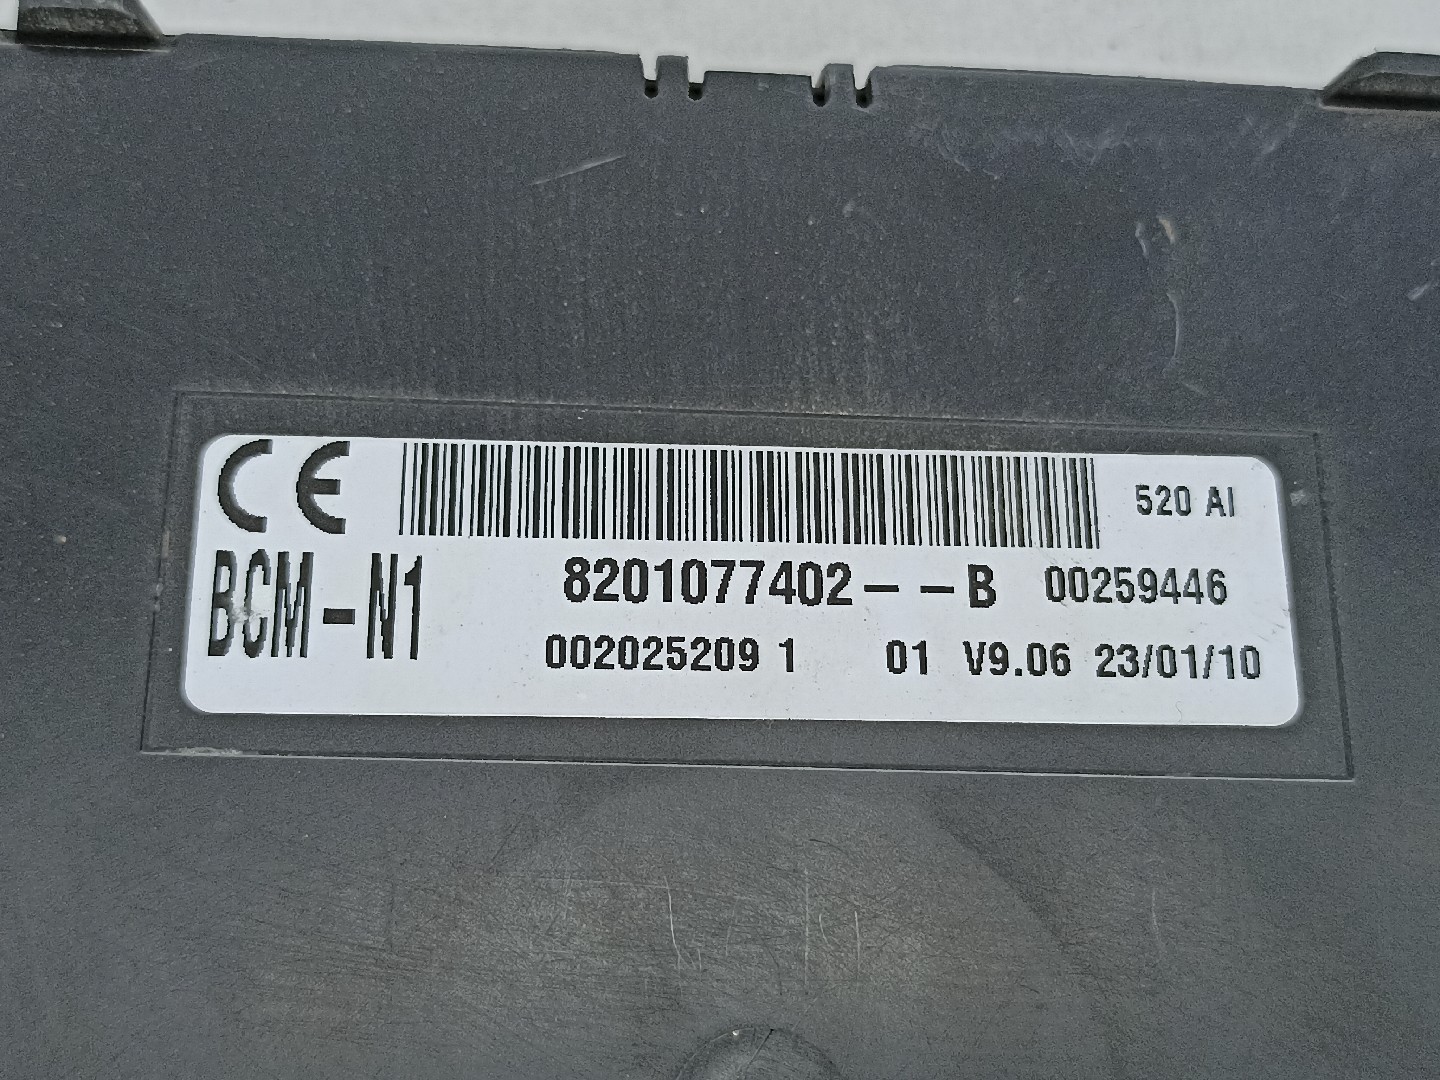 CE 520 AI
BCM-N1 8201077402--B 00259446
002025209 1 01 V9.06 23/01/10